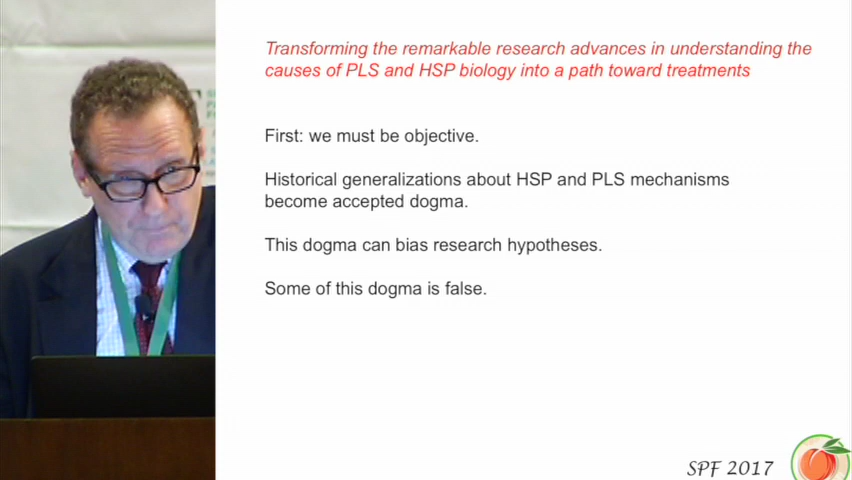 Transforming the remarkable research advances in understanding the
causes of PLS and HSP biology into a path toward treatments
First: we must be objective.
Historical generalizations about HSP and PLS mechanisms
become accepted dogma.
This dogma can bias research hypotheses.
Some of this dogma is false.
SPF 2017